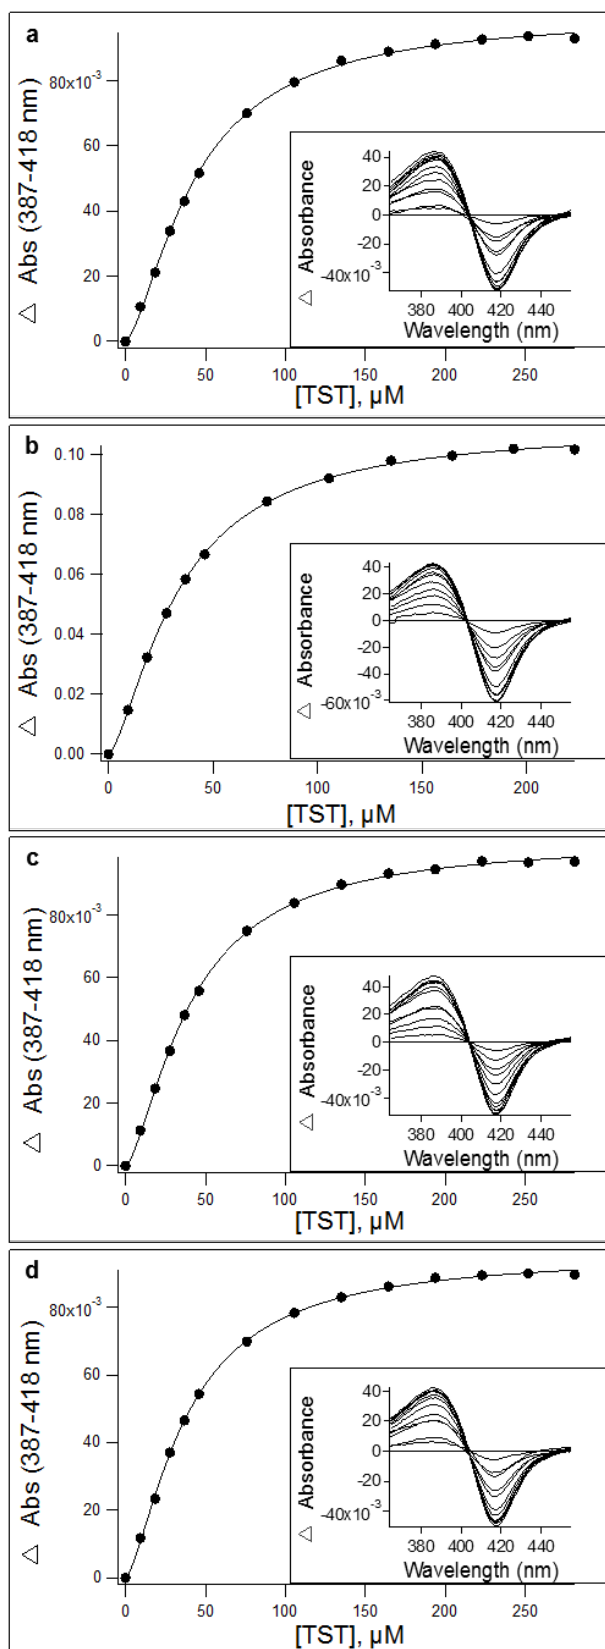 a
△ Abs (387-418 nm)
80x10⁻³
60
40
20
0
0 50 100 150 200 250
[TST], µM
△ Absorbance
40
20
0
-20
-40x10⁻³
380 400 420 440
Wavelength (nm)
b
△ Abs (387-418 nm)
0.10
0.08
0.06
0.04
0.02
0.00
0 50 100 150 200
[TST], µM
△ Absorbance
40
20
0
-20
-40
-60x10⁻³
380 400 420 440
Wavelength (nm)
c
△ Abs (387-418 nm)
80x10⁻³
60
40
20
0
0 50 100 150 200 250
[TST], µM
△ Absorbance
40
20
0
-20
-40x10⁻³
380 400 420 440
Wavelength (nm)
d
△ Abs (387-418 nm)
80x10⁻³
60
40
20
0
0 50 100 150 200 250
[TST], µM
△ Absorbance
40
20
0
-20
-40x10⁻³
380 400 420 440
Wavelength (nm)